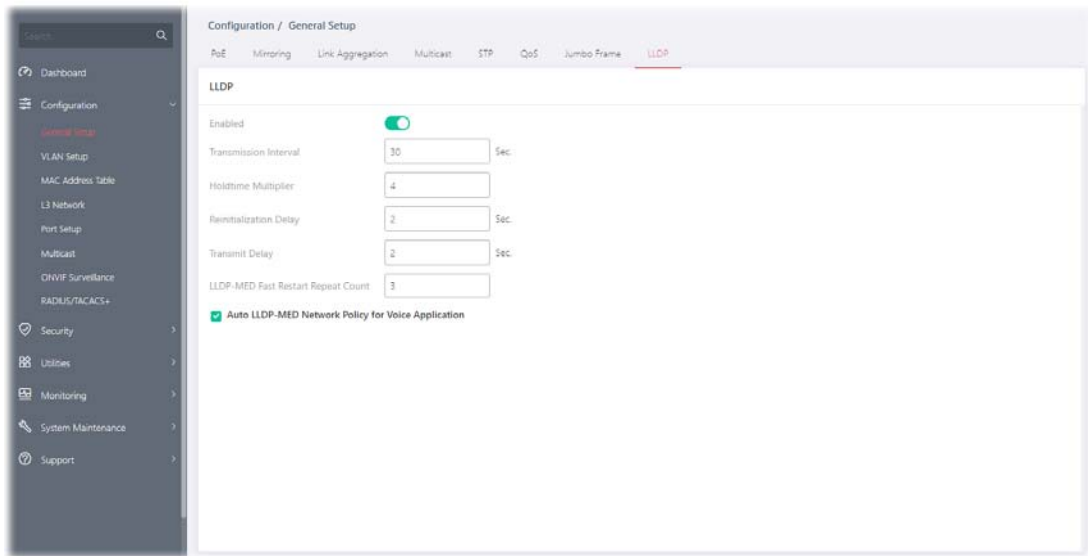 Search
Dashboard
Configuration
General Setup
VLAN Setup
MAC Address Table
L3 Network
Port Setup
Multicast
ONVIF Surveillance
RADIUS/TACACS+
Security
Utilities
Monitoring
System Maintenance
Support
Configuration / General Setup
PoE Mirroring Link Aggregation Multicast STP QoS Jumbo Frame LLDP
LLDP
Enabled
Transmission Interval 30 Sec.
Holdtime Multiplier 4
Reinitialization Delay 2 Sec.
Transmit Delay 2 Sec.
LLDP-MED Fast Restart Repeat Count 3
Auto LLDP-MED Network Policy for Voice Application